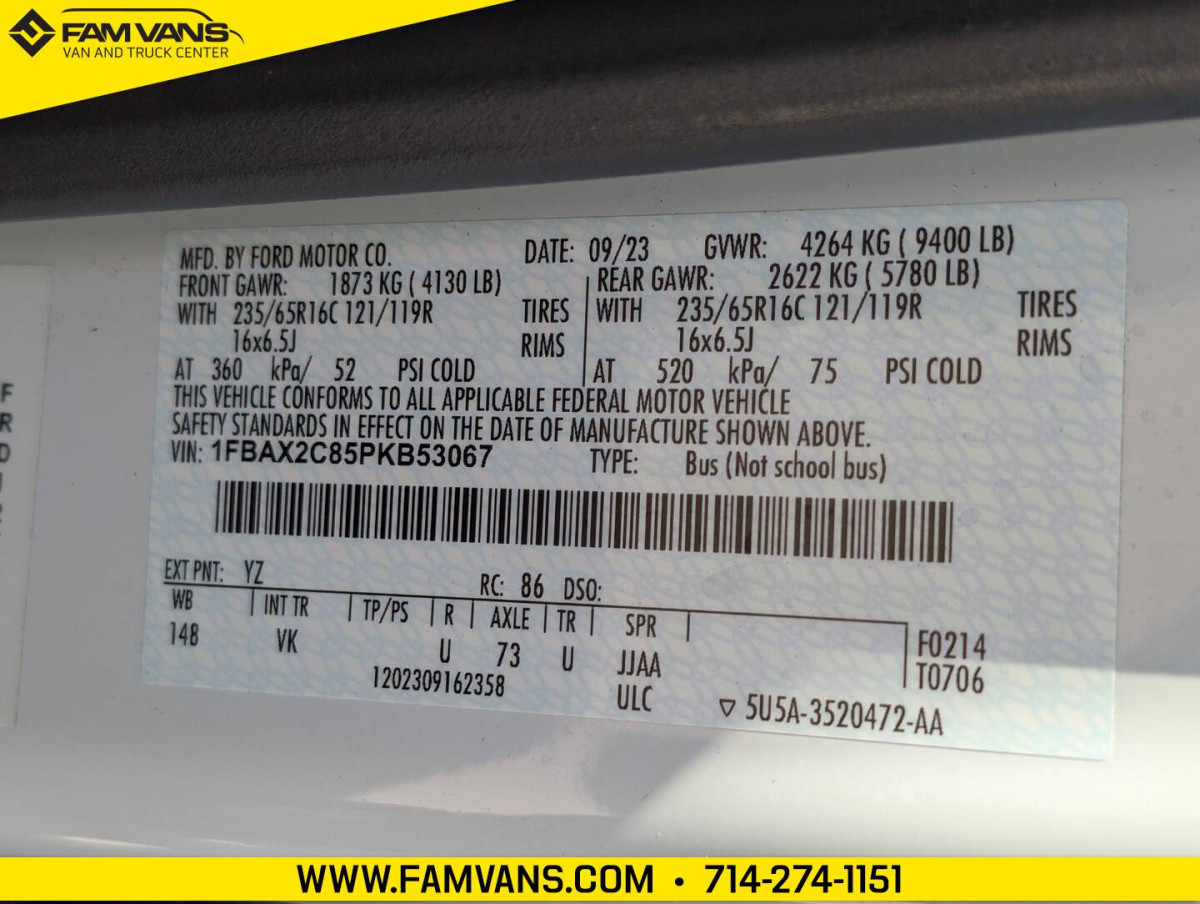 FAM VANS
VAN AND TRUCK CENTER
MFD. BY FORD MOTOR CO. DATE: 09/23 GVWR: 4264 KG ( 9400 LB)
FRONT GAWR: 1873 KG ( 4130 LB) REAR GAWR: 2622 KG ( 5780 LB)
WITH 235/65R16C 121/119R TIRES WITH 235/65R16C 121/119R TIRES
16x6.5J RIMS 16x6.5J RIMS
AT 360 kPa/ 52 PSI COLD AT 520 kPa/ 75 PSI COLD
THIS VEHICLE CONFORMS TO ALL APPLICABLE FEDERAL MOTOR VEHICLE
SAFETY STANDARDS IN EFFECT ON THE DATE OF MANUFACTURE SHOWN ABOVE.
VIN: 1FBAX2C85PKB53067 TYPE: Bus (Not school bus)
EXT PNT: YZ RC: 86 DSO:
WB INT TR TP/PS R AXLE TR SPR
148 VK U 73 U JJAA F0214
1202309162358 ULC T0706
▽ 5U5A-3520472-AA
WWW.FAMVANS.COM • 714-274-1151